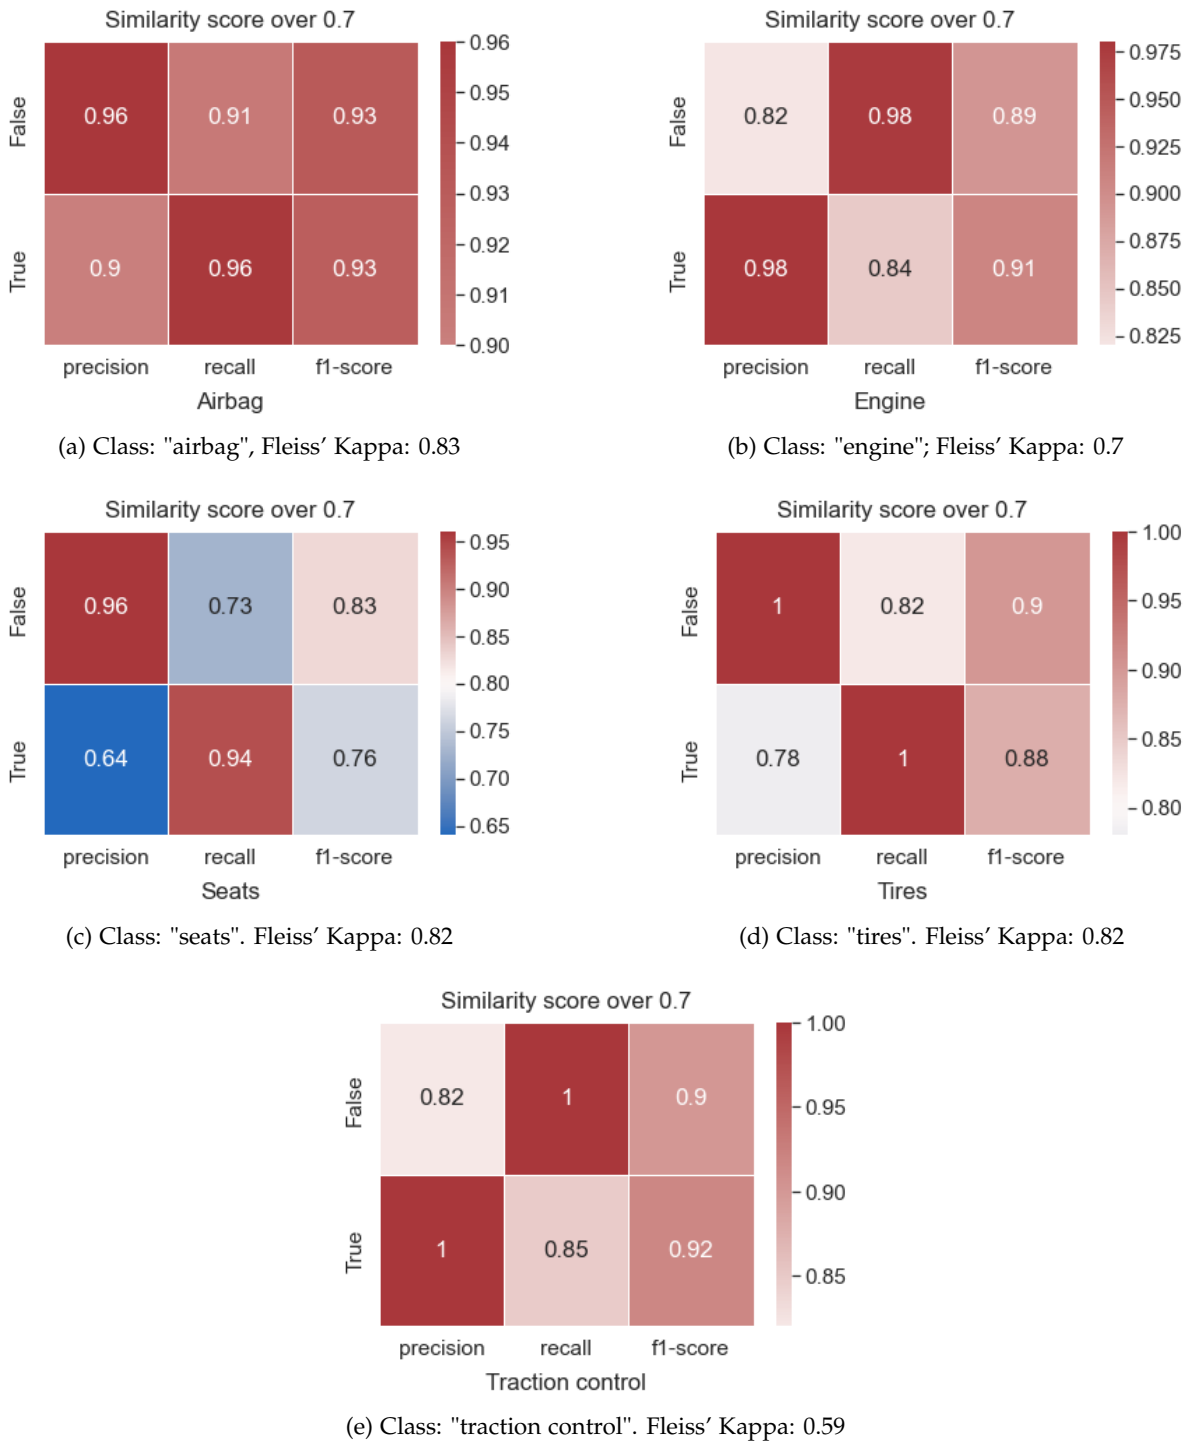 Similarity score over 0.7
False
0.96 0.91 0.93
True
0.9 0.96 0.93
0.96
0.95
0.94
0.93
0.92
0.91
0.90
precision recall f1-score
Airbag
(a) Class: "airbag", Fleiss’ Kappa: 0.83
Similarity score over 0.7
False
0.82 0.98 0.89
True
0.98 0.84 0.91
0.975
0.950
0.925
0.900
0.875
0.850
0.825
precision recall f1-score
Engine
(b) Class: "engine"; Fleiss’ Kappa: 0.7
Similarity score over 0.7
False
0.96 0.73 0.83
True
0.64 0.94 0.76
0.95
0.90
0.85
0.80
0.75
0.70
0.65
precision recall f1-score
Seats
(c) Class: "seats". Fleiss’ Kappa: 0.82
Similarity score over 0.7
False
1 0.82 0.9
True
0.78 1 0.88
1.00
0.95
0.90
0.85
0.80
precision recall f1-score
Tires
(d) Class: "tires". Fleiss’ Kappa: 0.82
Similarity score over 0.7
False
0.82 1 0.9
True
1 0.85 0.92
1.00
0.95
0.90
0.85
precision recall f1-score
Traction control
(e) Class: "traction control". Fleiss’ Kappa: 0.59